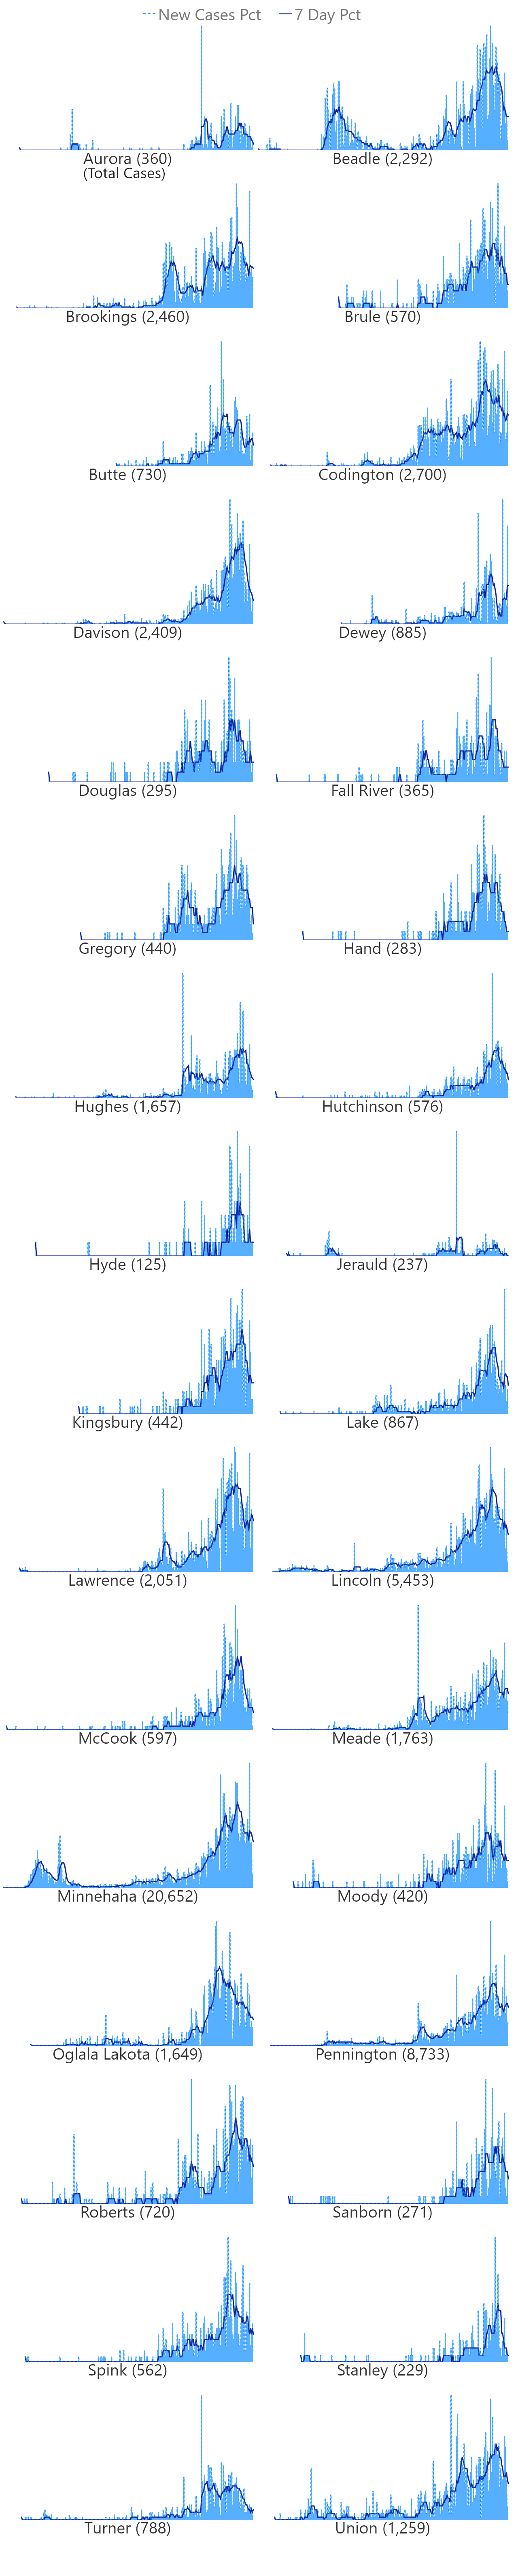 New Cases Pct 7 Day Pct
Aurora (360) Beadle (2,292)
(Total Cases)
Brookings (2,460) Brule (570)
Butte (730) Codington (2,700)
Davison (2,409) Dewey (885)
Douglas (295) Fall River (365)
Gregory (440) Hand (283)
Hughes (1,657) Hutchinson (576)
Hyde (125) Jerauld (237)
Kingsbury (442) Lake (867)
Lawrence (2,051) Lincoln (5,453)
McCook (597) Meade (1,763)
Minnehaha (20,652) Moody (420)
Oglala Lakota (1,649) Pennington (8,733)
Roberts (720) Sanborn (271)
Spink (562) Stanley (229)
Turner (788) Union (1,259)